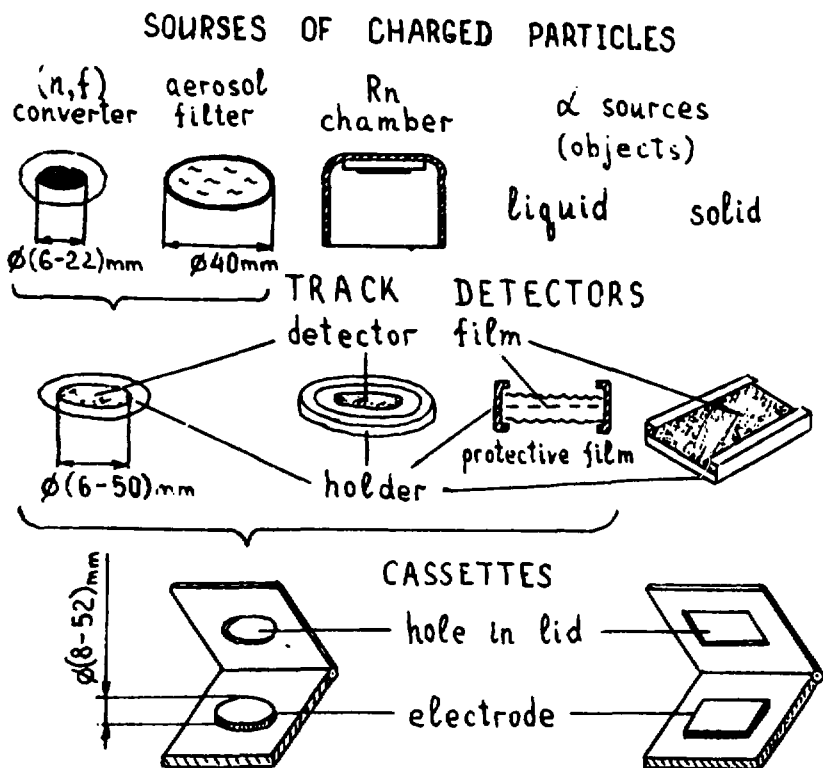 SOURSES OF CHARGED PARTICLES
(n,f)
converter
aerosol
filter
Rn
chamber
α sources
(objects)
liquid solid
ø(6-22)mm
ø40mm
TRACK DETECTORS
detector
film
protective film
ø(6-50)mm
holder
CASSETTES
ø(8-52)mm
hole in lid
electrode